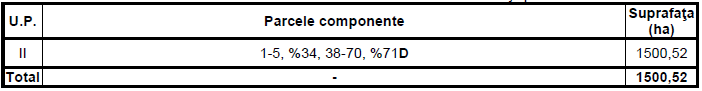 U.P. Parcele componente Suprafaţa (ha)
II 1-5, %34, 38-70, %71D 1500,52
Total - 1500,52